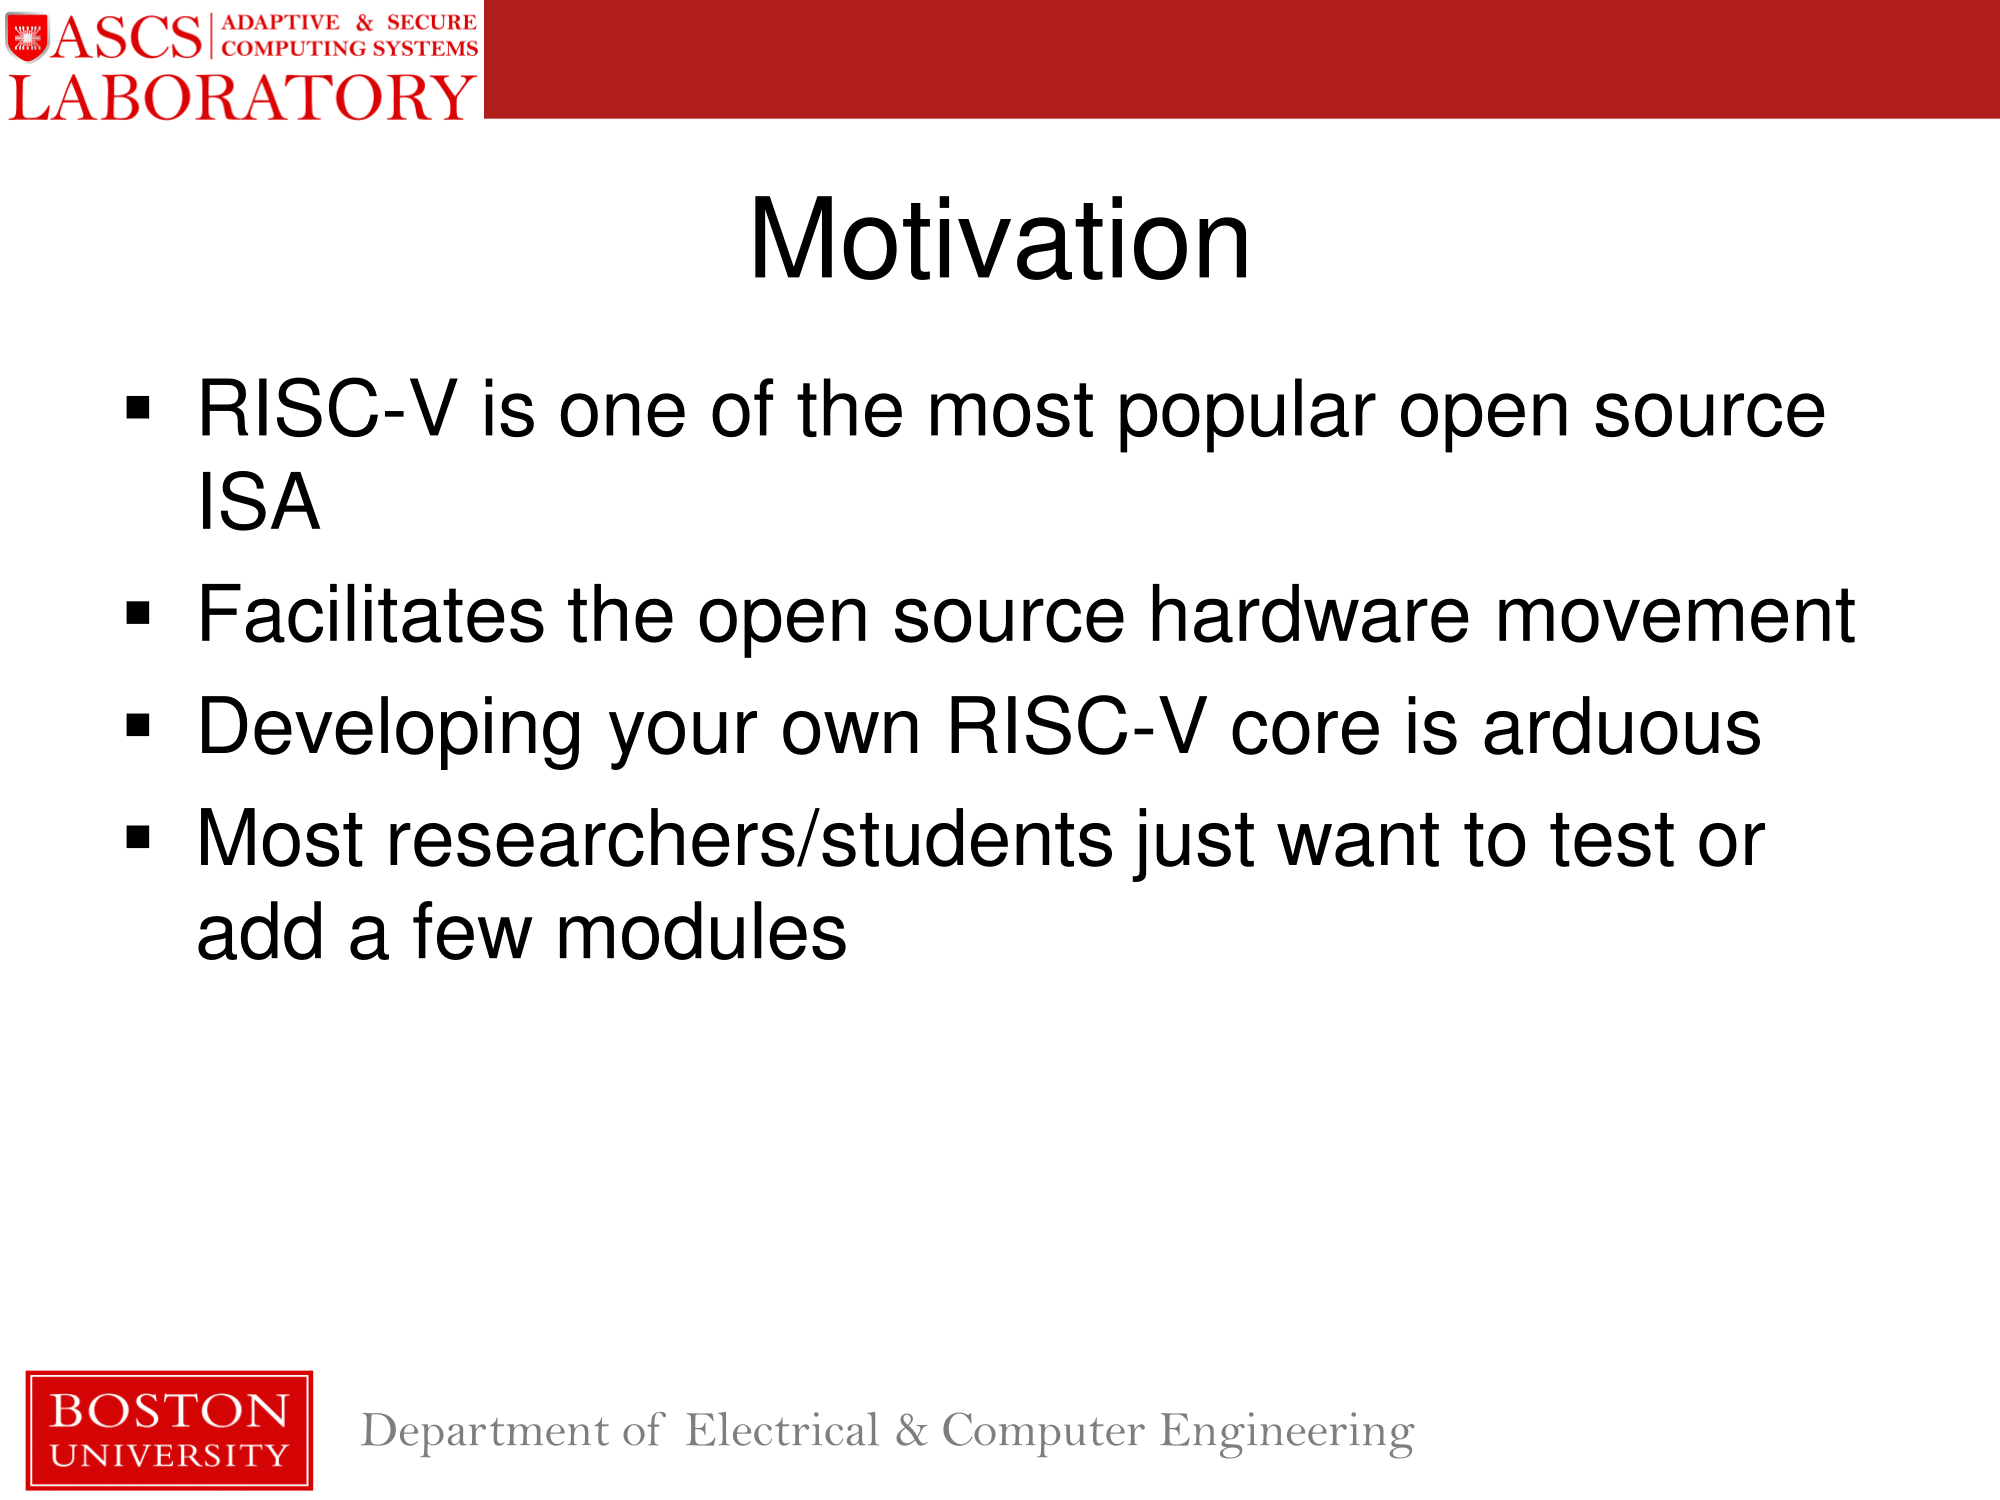 ASCS ADAPTIVE & SECURE
COMPUTING SYSTEMS
LABORATORY
Motivation
▪ RISC-V is one of the most popular open source
ISA
▪ Facilitates the open source hardware movement
▪ Developing your own RISC-V core is arduous
▪ Most researchers/students just want to test or
add a few modules
BOSTON
UNIVERSITY
Department of Electrical & Computer Engineering